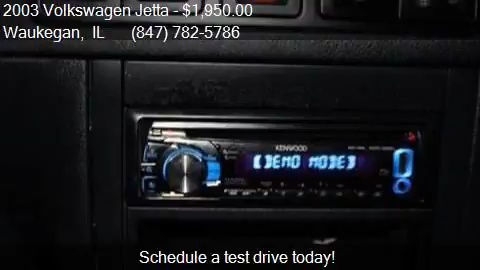 2003 Volkswagen Jetta - $1,950.00
Waukegan, IL (847) 782-5786
KENWOOD
[DEMO MODE]
Schedule a test drive today!